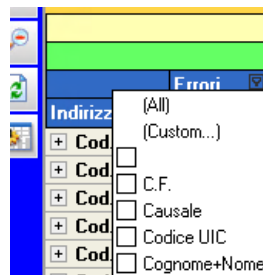 Errori
Indirizz
(All)
(Custom...)
C.F.
Causale
Codice UIC
Cognome+Nome
Cod.
Cod.
Cod.
Cod.
Cod.